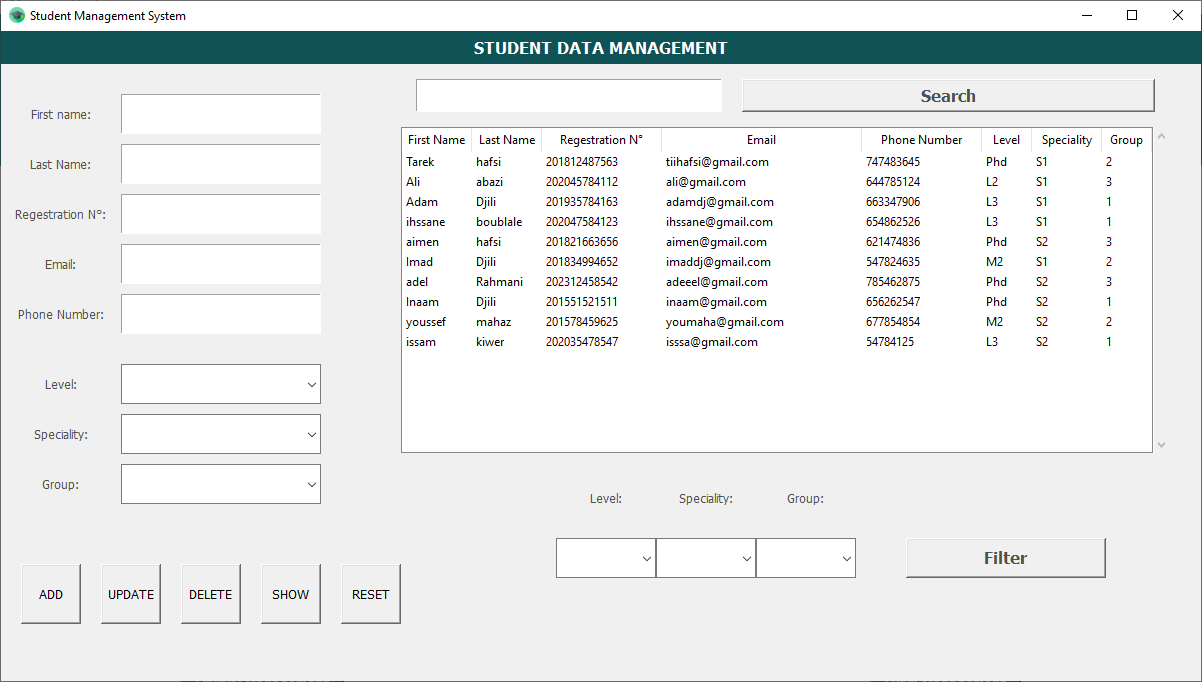 Student Management System
STUDENT DATA MANAGEMENT
First name:
Last Name:
Regestration N°:
Email:
Phone Number:
Level:
Speciality:
Group:
ADD UPDATE DELETE SHOW RESET
Search
First Name Last Name Regestration N° Email Phone Number Level Speciality Group
Tarek hafsi 201812487563 tiihafsi@gmail.com 747483645 Phd S1 2
Ali abazi 202045784112 ali@gmail.com 644785124 L2 S1 3
Adam Djili 201935784163 adamdj@gmail.com 663347906 L3 S1 1
ihssane boublale 202047584123 ihssane@gmail.com 654862526 L3 S1 1
aimen hafsi 201821663656 aimen@gmail.com 621474836 Phd S2 3
Imad Djili 201834994652 imaddj@gmail.com 547824635 M2 S1 2
adel Rahmani 202312458542 adeeel@gmail.com 785462875 Phd S2 3
Inaam Djili 201551521511 inaam@gmail.com 656262547 Phd S2 1
youssef mahaz 201578459625 youmaha@gmail.com 677854854 M2 S2 2
issam kiwer 202035478547 isssa@gmail.com 54784125 L3 S2 1
Level: Speciality: Group:
Filter